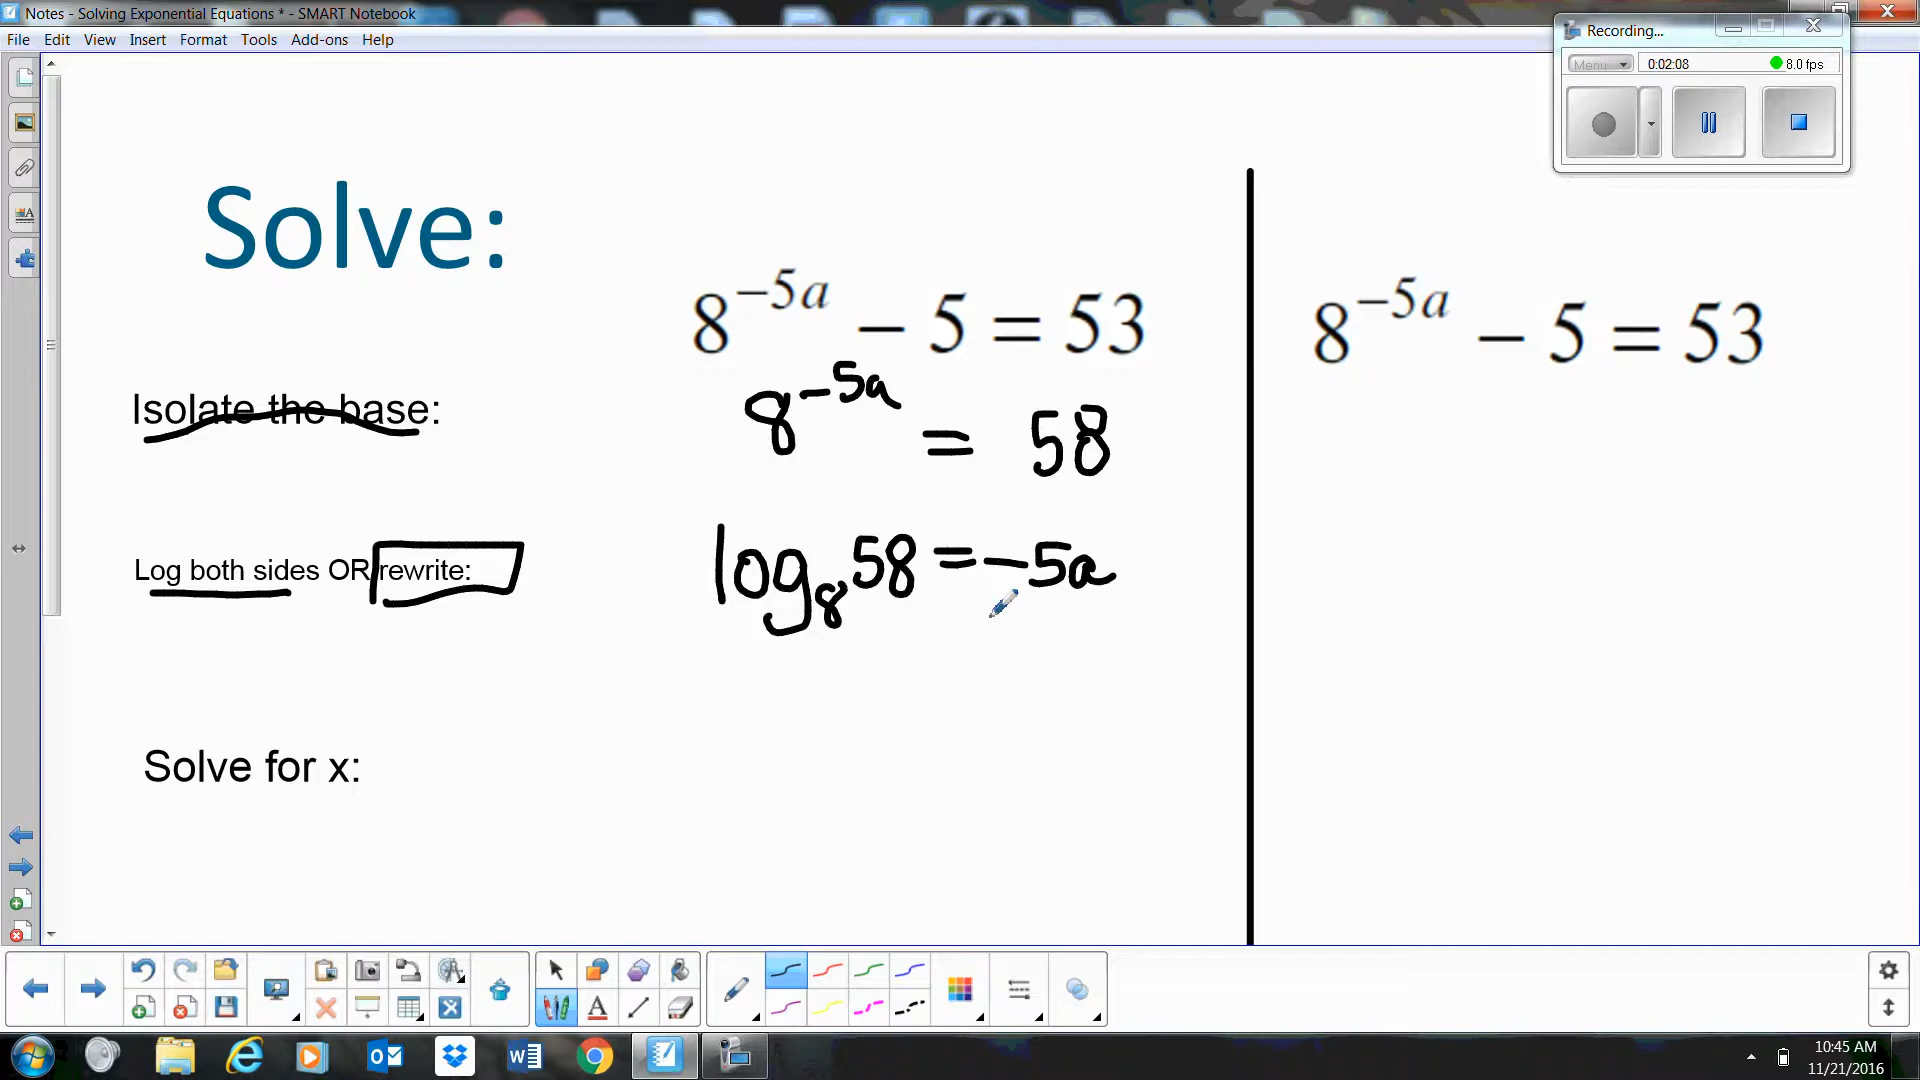 Notes - Solving Exponential Equations * - SMART Notebook
File Edit View Insert Format Tools Add-ons Help
Recording...
Menu 0:02:08 8.0 fps
Solve:
8^{-5a} - 5 = 53
8^{-5a} - 5 = 53
Isolate the base:
8^{-5a} = 58
Log both sides OR rewrite:
log_8 58 = -5a
Solve for x:
10:45 AM
11/21/2016